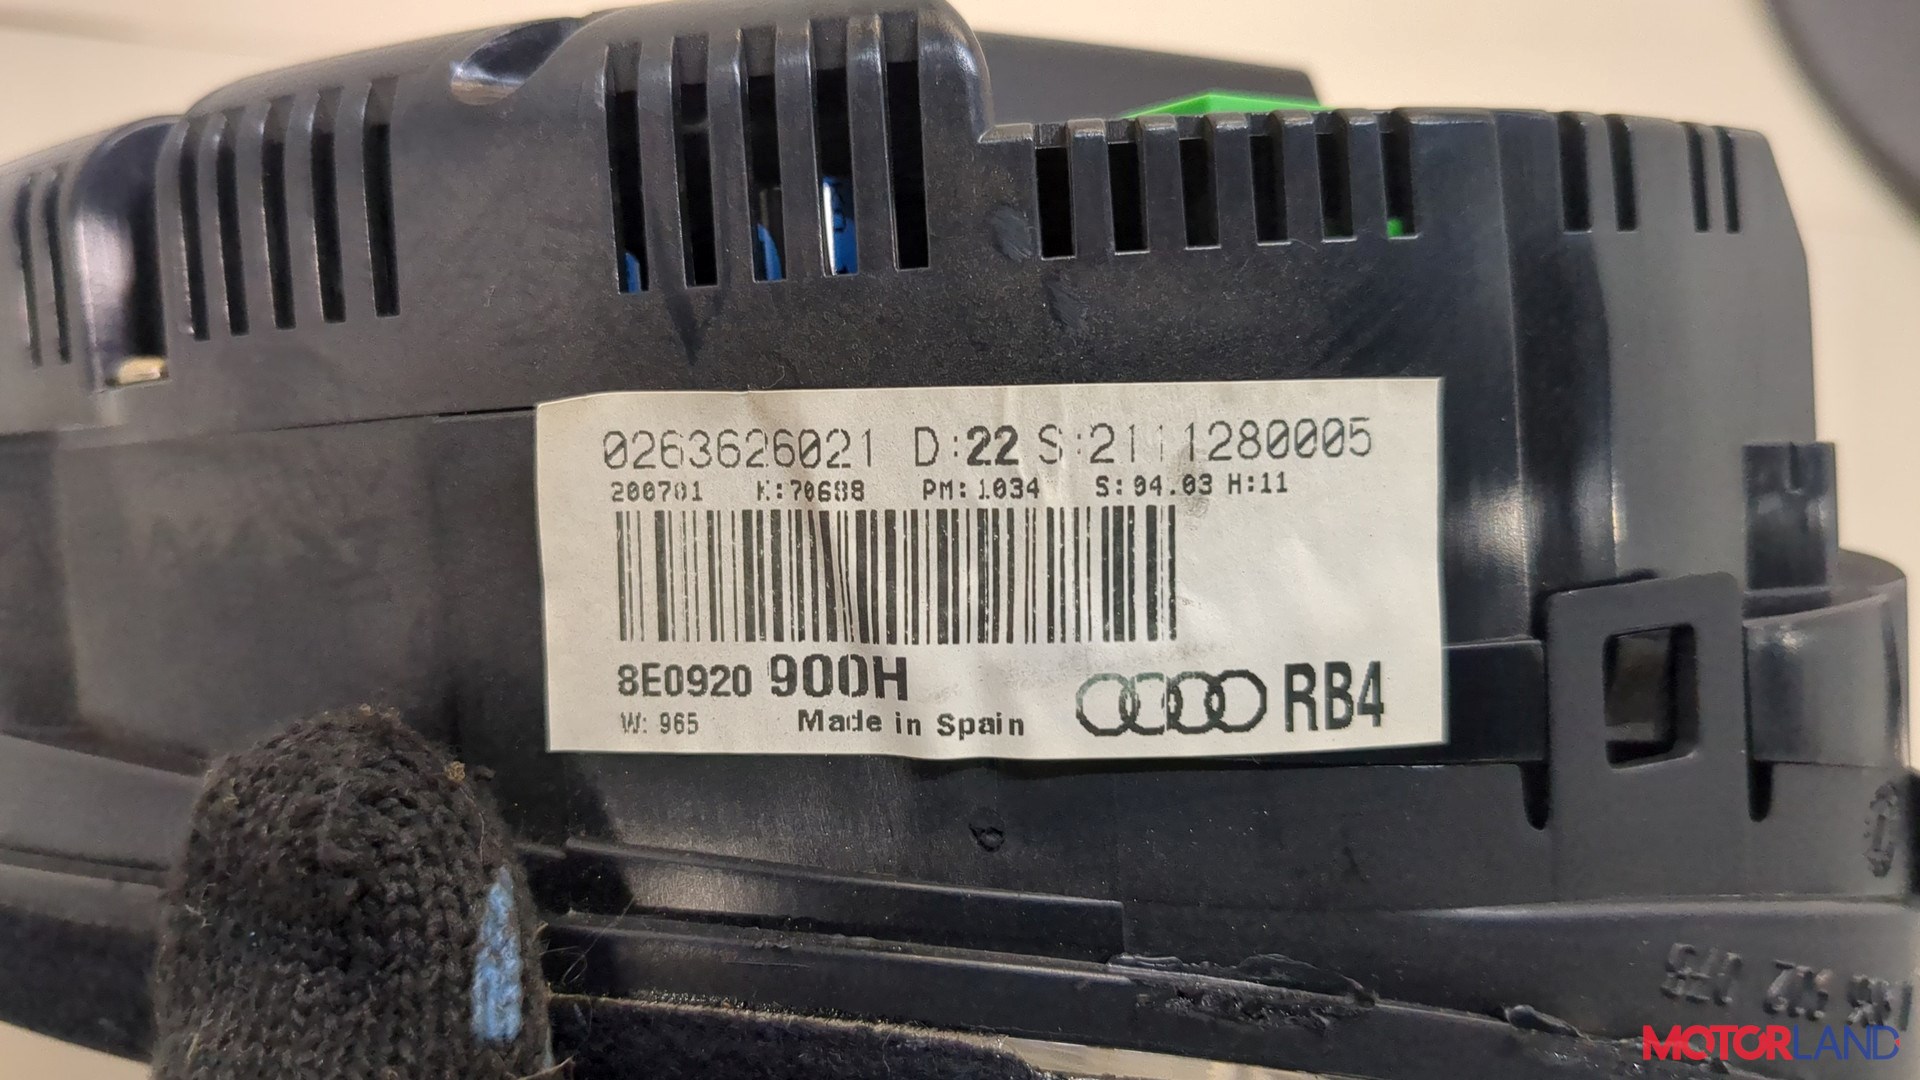 0263626021 D:22 S:2111280005
200701 K:70688 PM:1034 S:04.03 H:11
8E0920 900H
W: 965 Made in Spain RB4
MOTORLAND